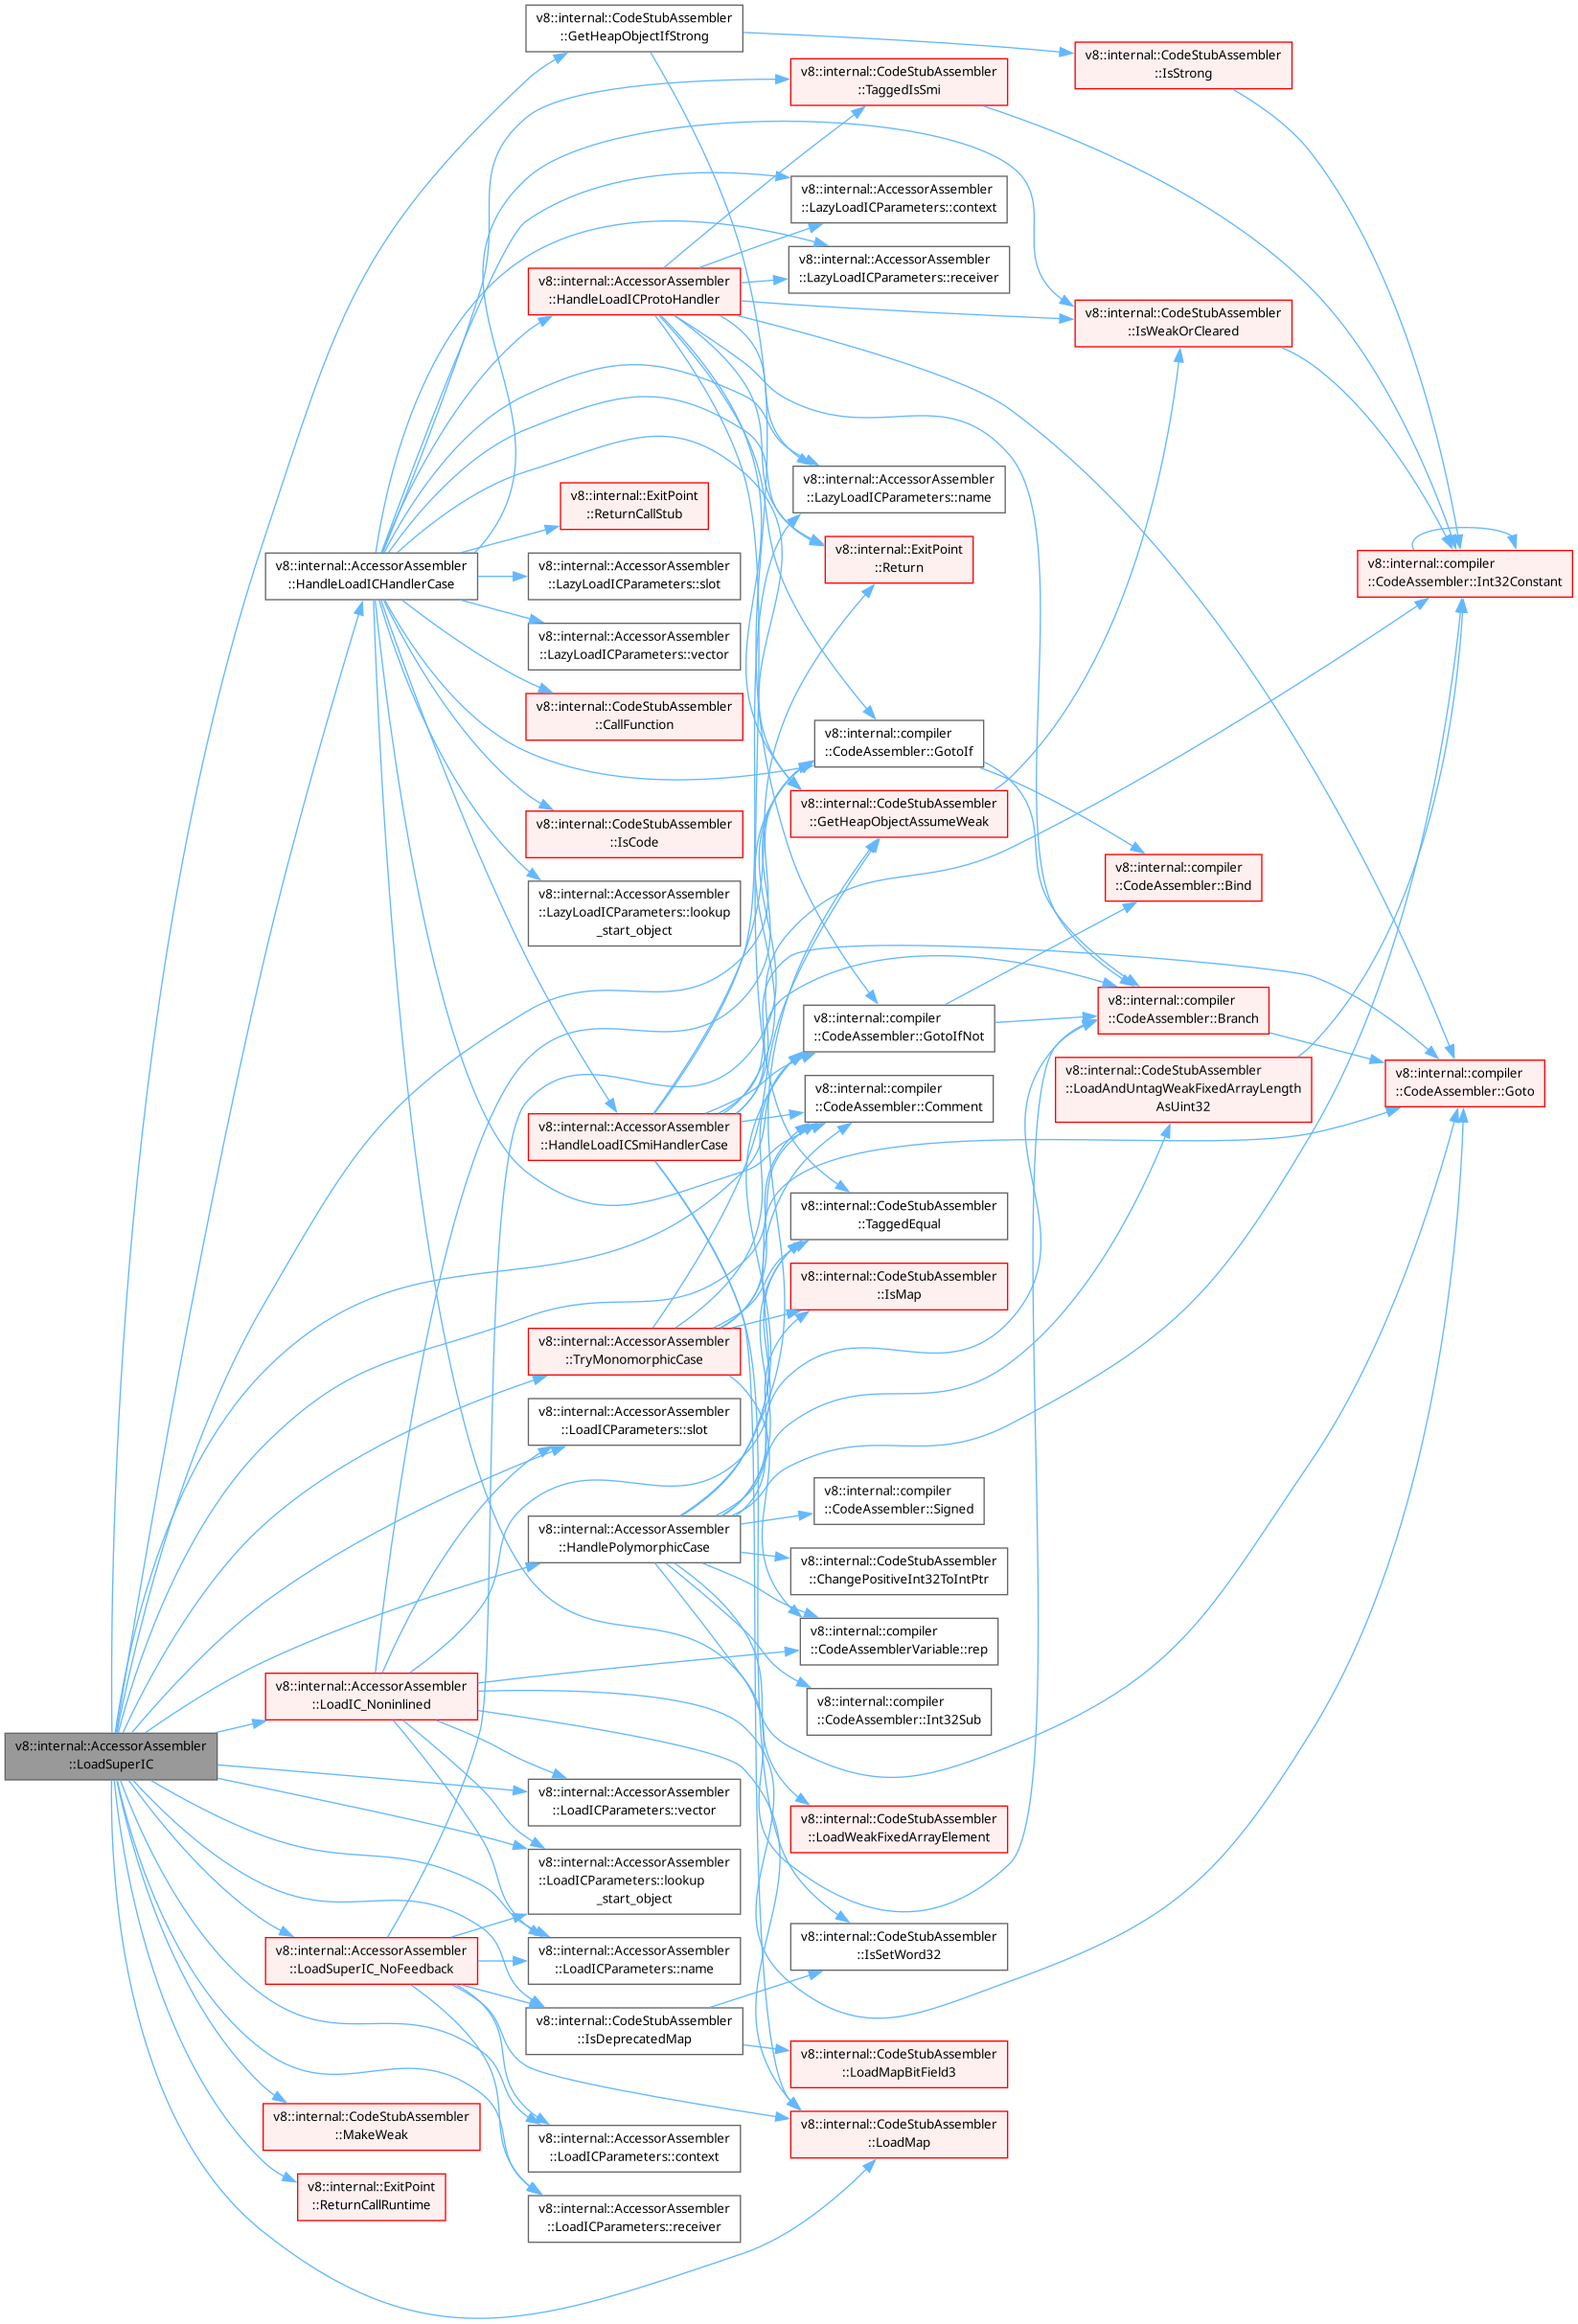 v8::internal::CodeStubAssembler
::GetHeapObjectIfStrong
v8::internal::CodeStubAssembler
::IsStrong
v8::internal::CodeStubAssembler
::TaggedIsSmi
v8::internal::AccessorAssembler
::LazyLoadICParameters::context
v8::internal::AccessorAssembler
::LazyLoadICParameters::receiver
v8::internal::AccessorAssembler
::HandleLoadICProtoHandler
v8::internal::CodeStubAssembler
::IsWeakOrCleared
v8::internal::AccessorAssembler
::LazyLoadICParameters::name
v8::internal::ExitPoint
::ReturnCallStub
v8::internal::ExitPoint
::Return
v8::internal::AccessorAssembler
::HandleLoadICHandlerCase
v8::internal::AccessorAssembler
::LazyLoadICParameters::slot
v8::internal::compiler
::CodeAssembler::Int32Constant
v8::internal::AccessorAssembler
::LazyLoadICParameters::vector
v8::internal::CodeStubAssembler
::CallFunction
v8::internal::compiler
::CodeAssembler::GotoIf
v8::internal::CodeStubAssembler
::GetHeapObjectAssumeWeak
v8::internal::CodeStubAssembler
::IsCode
v8::internal::compiler
::CodeAssembler::Bind
v8::internal::AccessorAssembler
::LazyLoadICParameters::lookup
_start_object
v8::internal::compiler
::CodeAssembler::GotoIfNot
v8::internal::compiler
::CodeAssembler::Branch
v8::internal::compiler
::CodeAssembler::Comment
v8::internal::CodeStubAssembler
::LoadAndUntagWeakFixedArrayLength
AsUint32
v8::internal::compiler
::CodeAssembler::Goto
v8::internal::AccessorAssembler
::HandleLoadICSmiHandlerCase
v8::internal::CodeStubAssembler
::TaggedEqual
v8::internal::CodeStubAssembler
::IsMap
v8::internal::AccessorAssembler
::TryMonomorphicCase
v8::internal::AccessorAssembler
::LoadICParameters::slot
v8::internal::compiler
::CodeAssembler::Signed
v8::internal::AccessorAssembler
::HandlePolymorphicCase
v8::internal::CodeStubAssembler
::ChangePositiveInt32ToIntPtr
v8::internal::compiler
::CodeAssemblerVariable::rep
v8::internal::AccessorAssembler
::LoadIC_Noninlined
v8::internal::compiler
::CodeAssembler::Int32Sub
v8::internal::AccessorAssembler
::LoadSuperIC
v8::internal::AccessorAssembler
::LoadICParameters::vector
v8::internal::CodeStubAssembler
::LoadWeakFixedArrayElement
v8::internal::AccessorAssembler
::LoadICParameters::lookup
_start_object
v8::internal::CodeStubAssembler
::IsSetWord32
v8::internal::AccessorAssembler
::LoadSuperIC_NoFeedback
v8::internal::AccessorAssembler
::LoadICParameters::name
v8::internal::CodeStubAssembler
::IsDeprecatedMap
v8::internal::CodeStubAssembler
::LoadMapBitField3
v8::internal::CodeStubAssembler
::MakeWeak
v8::internal::AccessorAssembler
::LoadICParameters::context
v8::internal::CodeStubAssembler
::LoadMap
v8::internal::ExitPoint
::ReturnCallRuntime
v8::internal::AccessorAssembler
::LoadICParameters::receiver